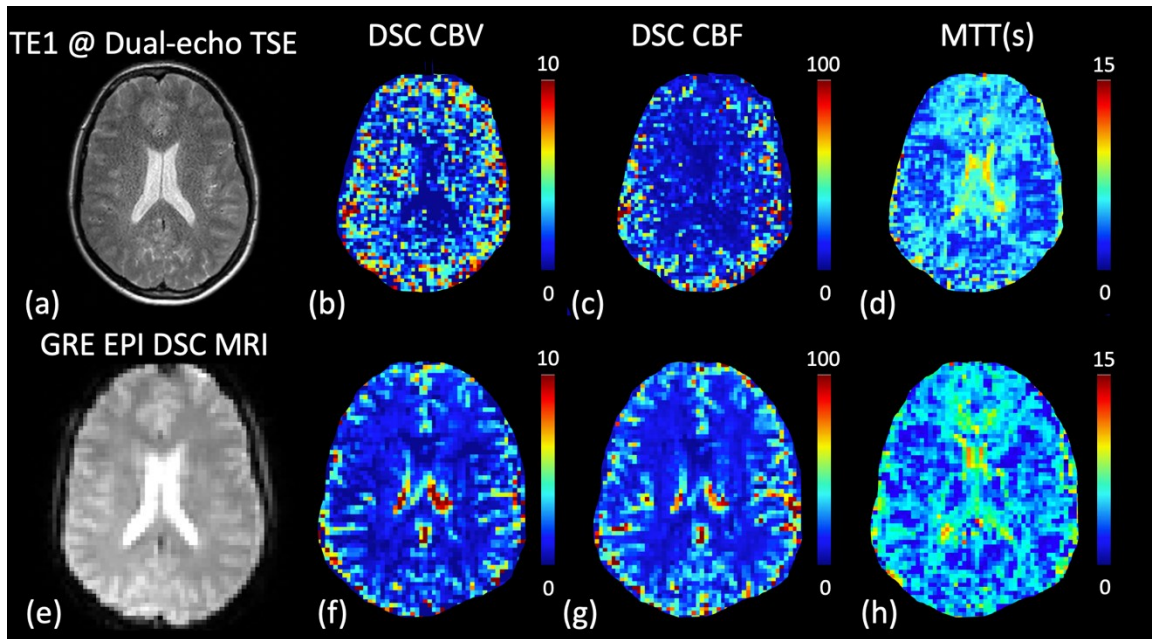 TE1 @ Dual-echo TSE
DSC CBV
DSC CBF
MTT(s)
10
100
15
0
0
0
(a)
(b)
(c)
(d)
GRE EPI DSC MRI
10
100
15
0
0
0
(e)
(f)
(g)
(h)